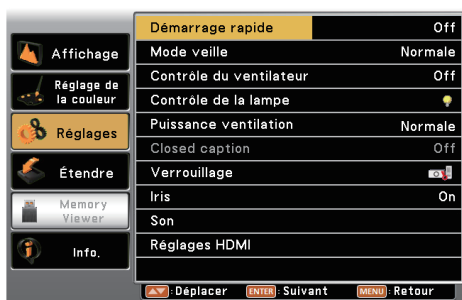 Affichage
Réglage de
la couleur
Réglages
Étendre
Memory
Viewer
Info.
Démarrage rapide Off
Mode veille Normale
Contrôle du ventilateur Off
Contrôle de la lampe
Puissance ventilation Normale
Closed caption Off
Verrouillage
Iris On
Son
Réglages HDMI
:Déplacer ENTER :Suivant MENU :Retour